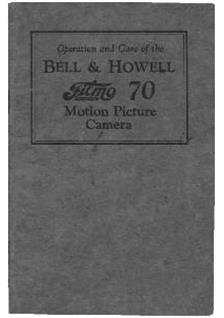 Operation and Care of the
BELL & HOWELL
Filmo 70
Motion Picture
Camera